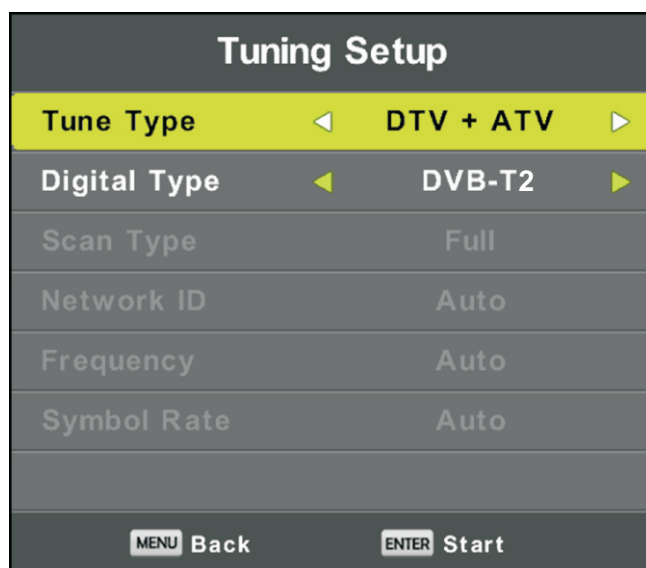 Tuning Setup
Tune Type DTV + ATV
Digital Type DVB-T2
Scan Type Full
Network ID Auto
Frequency Auto
Symbol Rate Auto
MENU Back ENTER Start